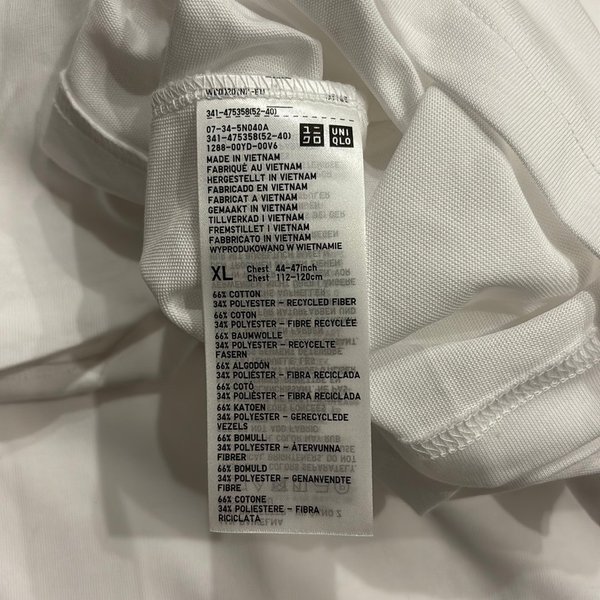 341-475358(52-40)
07-34-5N040A
341-475358(52-40)
1288-00YD-00V6
ユニ
クロ
UNI
QLO
MADE IN VIETNAM
FABRIQUÉ AU VIETNAM
HERGESTELLT IN VIETNAM
FABRICADO EN VIETNAM
FABRICAT A VIETNAM
GEMAAKT IN VIETNAM
TILLVERKAD I VIETNAM
FREMSTILLET I VIETNAM
FABBRICATO IN VIETNAM
WYPRODUKOWANO W WIETNAMIE
XL Chest 44-47inch
Chest 112-120cm
66% COTTON
34% POLYESTER - RECYCLED FIBER
66% COTON
34% POLYESTER - FIBRE RECYCLÉE
66% BAUMWOLLE
34% POLYESTER - RECYCELTE
FASERN
66% ALGODÓN
34% POLIÉSTER - FIBRA RECICLADA
66% COTÓ
34% POLIÈSTER - FIBRA RECICLADA
66% KATOEN
34% POLYESTER - GERECYCLEDE
VEZELS
66% BOMULL
34% POLYESTER - ÅTERVUNNA
FIBRER
66% BOMULD
34% POLYESTER - GENANVENDTE
FIBRE
66% COTONE
34% POLIESTERE - FIBRA
RICICLATA